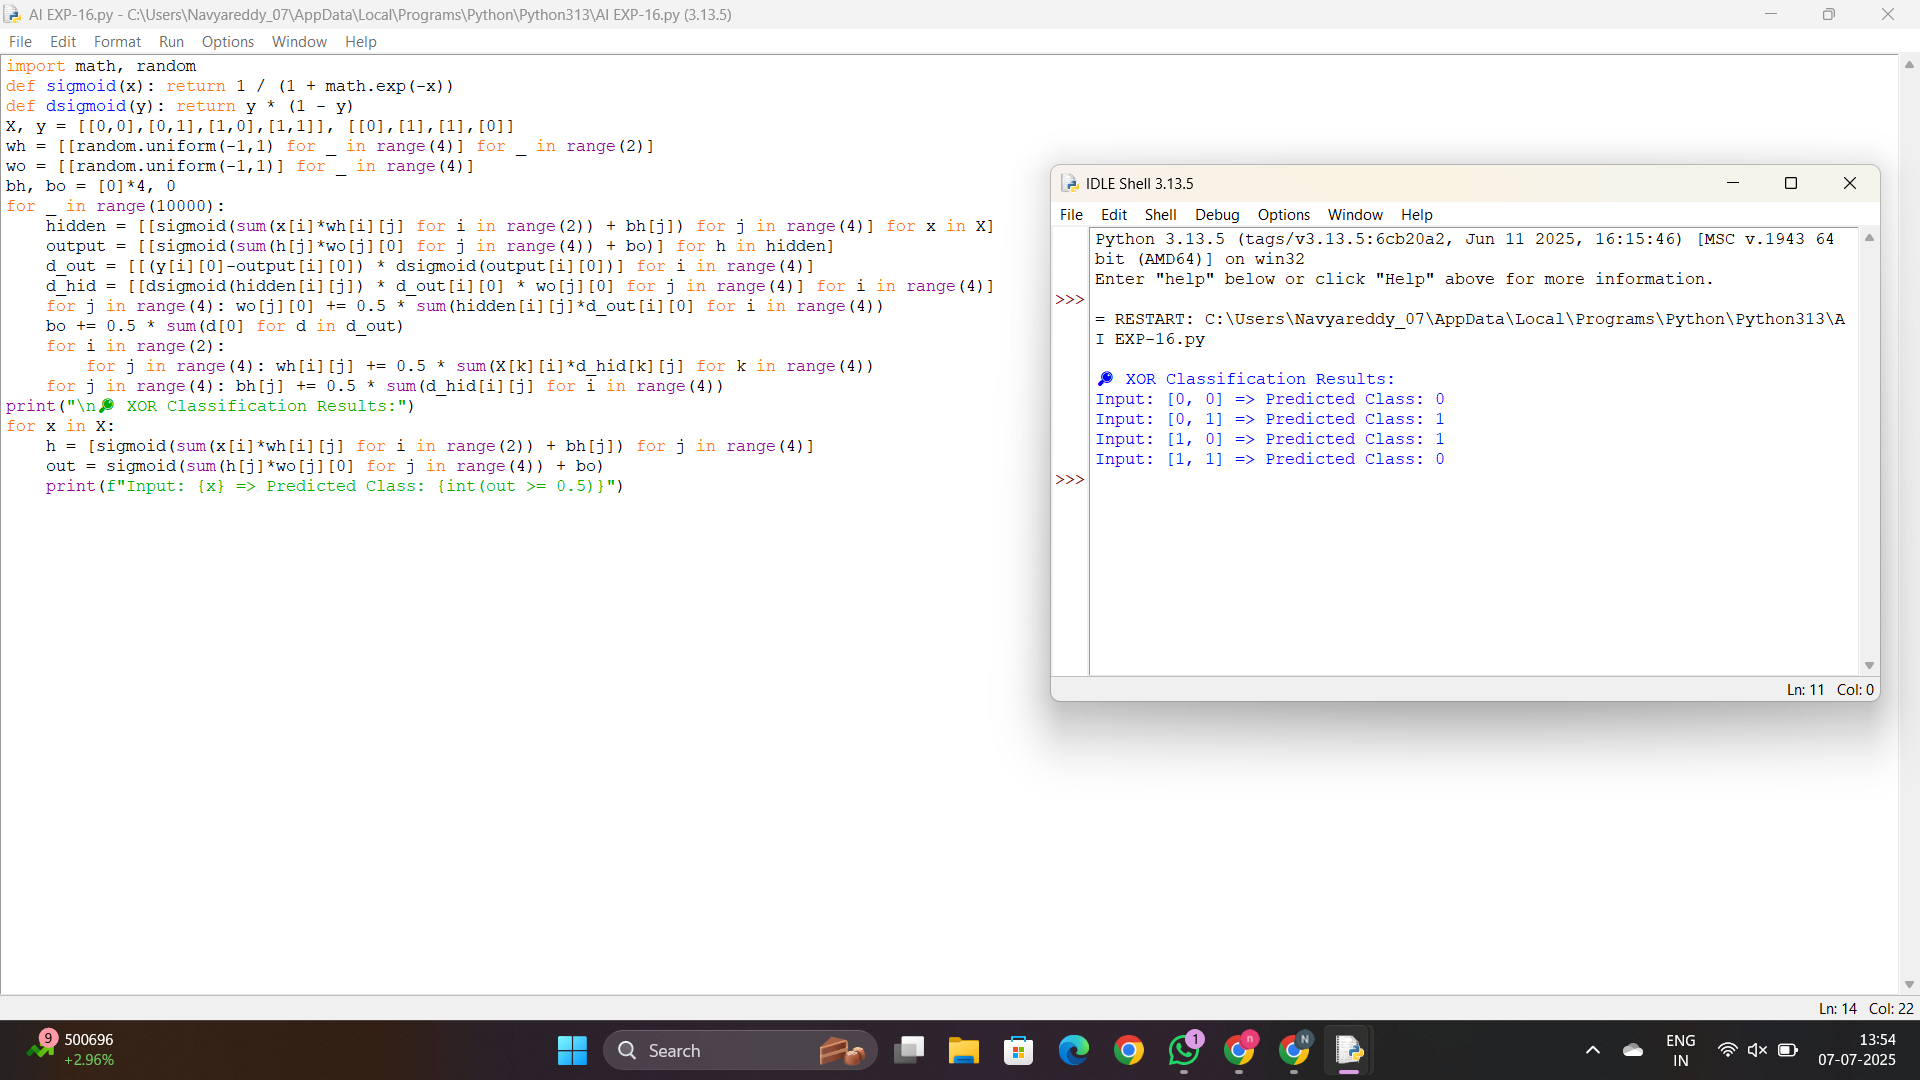 AI EXP-16.py - C:\Users\Navyareddy_07\AppData\Local\Programs\Python\Python313\AI EXP-16.py (3.13.5)
File Edit Format Run Options Window Help
import math, random
def sigmoid(x): return 1 / (1 + math.exp(-x))
def dsigmoid(y): return y * (1 - y)
X, y = [[0,0],[0,1],[1,0],[1,1]], [[0],[1],[1],[0]]
wh = [[random.uniform(-1,1) for _ in range(4)] for _ in range(2)]
wo = [[random.uniform(-1,1)] for _ in range(4)]
bh, bo = [0]*4, 0
for _ in range(10000):
    hidden = [[sigmoid(sum(x[i]*wh[i][j] for i in range(2)) + bh[j]) for j in range(4)] for x in X]
    output = [[sigmoid(sum(h[j]*wo[j][0] for j in range(4)) + bo)] for h in hidden]
    d_out = [[(y[i][0]-output[i][0]) * dsigmoid(output[i][0])] for i in range(4)]
    d_hid = [[dsigmoid(hidden[i][j]) * d_out[i][0] * wo[j][0] for j in range(4)] for i in range(4)]
    for j in range(4): wo[j][0] += 0.5 * sum(hidden[i][j]*d_out[i][0] for i in range(4))
    bo += 0.5 * sum(d[0] for d in d_out)
    for i in range(2):
        for j in range(4): wh[i][j] += 0.5 * sum(X[k][i]*d_hid[k][j] for k in range(4))
    for j in range(4): bh[j] += 0.5 * sum(d_hid[i][j] for i in range(4))
print("\n🔎 XOR Classification Results:")
for x in X:
    h = [sigmoid(sum(x[i]*wh[i][j] for i in range(2)) + bh[j]) for j in range(4)]
    out = sigmoid(sum(h[j]*wo[j][0] for j in range(4)) + bo)
    print(f"Input: {x} => Predicted Class: {int(out >= 0.5)}")
IDLE Shell 3.13.5
File Edit Shell Debug Options Window Help
Python 3.13.5 (tags/v3.13.5:6cb20a2, Jun 11 2025, 16:15:46) [MSC v.1943 64
bit (AMD64)] on win32
Enter "help" below or click "Help" above for more information.
>>>
= RESTART: C:\Users\Navyareddy_07\AppData\Local\Programs\Python\Python313\A
I EXP-16.py
🔎 XOR Classification Results:
Input: [0, 0] => Predicted Class: 0
Input: [0, 1] => Predicted Class: 1
Input: [1, 0] => Predicted Class: 1
Input: [1, 1] => Predicted Class: 0
>>>
Ln: 11 Col: 0
Ln: 14 Col: 22
9
500696
+2.96%
Search
1
n
N
ENG
IN
13:54
07-07-2025